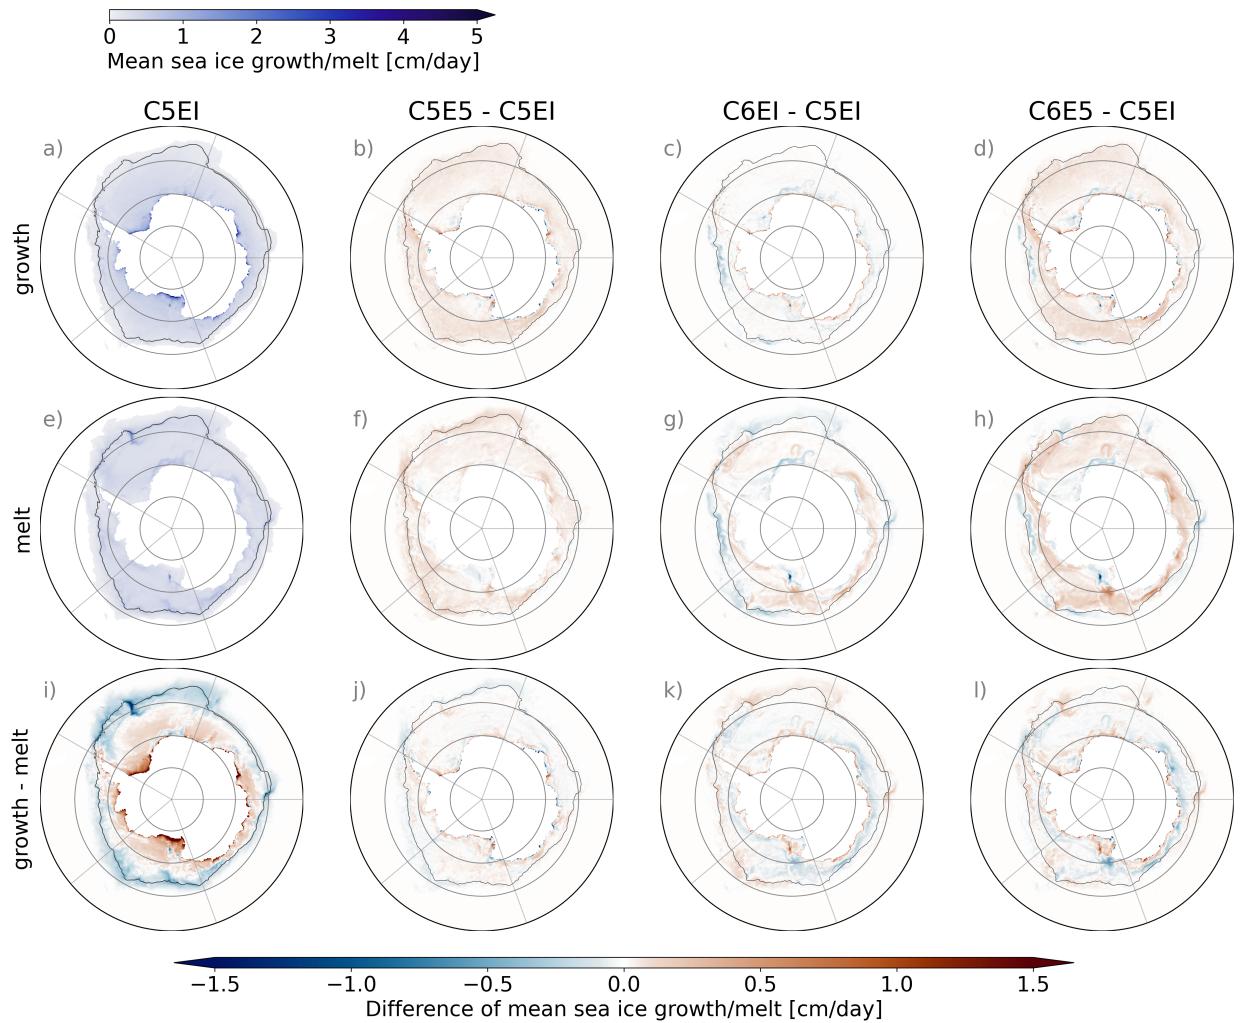 0 1 2 3 4 5
Mean sea ice growth/melt [cm/day]
C5EI C5E5 - C5EI C6EI - C5EI C6E5 - C5EI
a) b) c) d)
growth
e) f) g) h)
melt
i) j) k) l)
growth - melt
−1.5 −1.0 −0.5 0.0 0.5 1.0 1.5
Difference of mean sea ice growth/melt [cm/day]